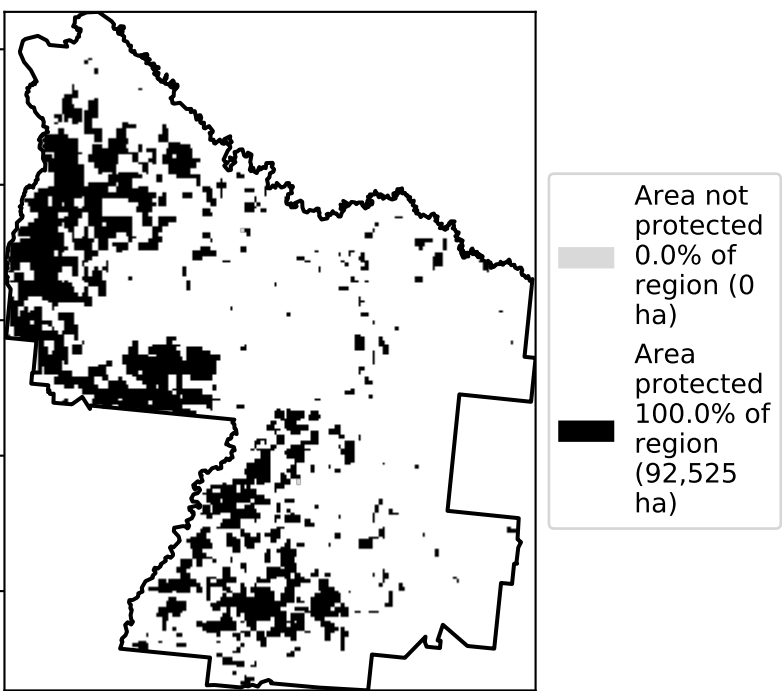 Area not
protected
0.0% of
region (0
ha)
Area
protected
100.0% of
region
(92,525
ha)